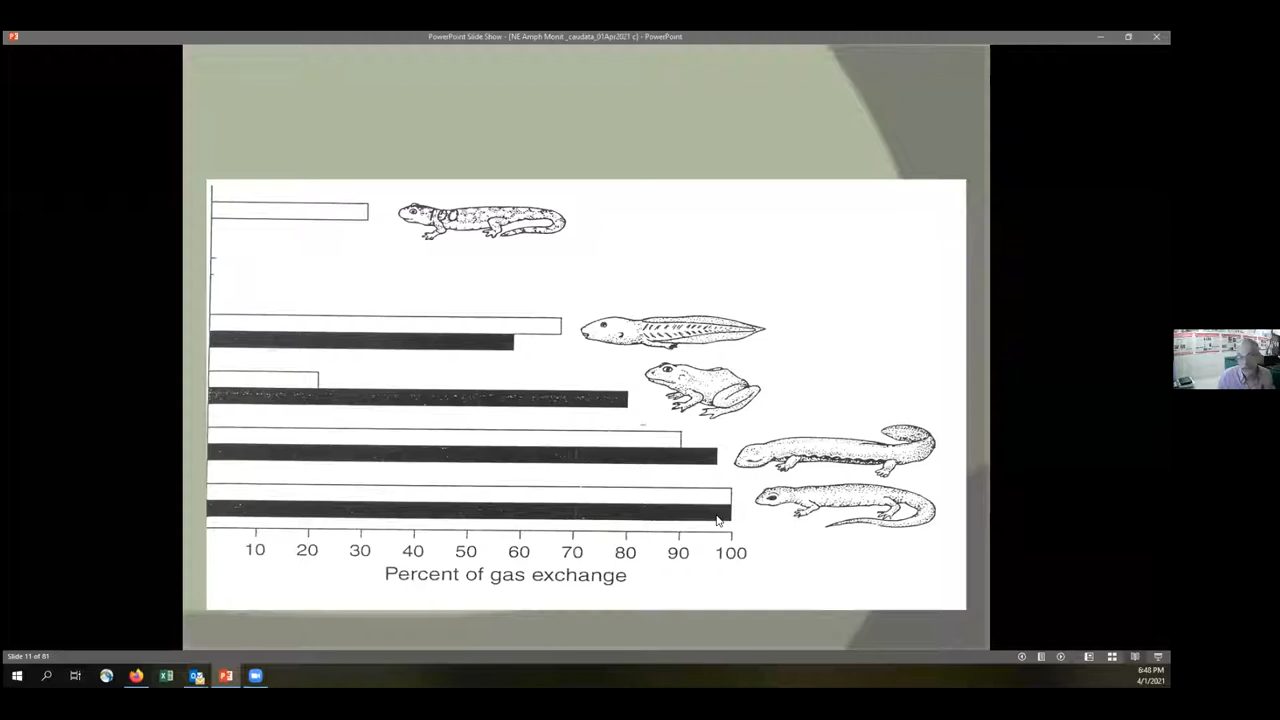 PowerPoint Slide Show - [NE Amph Monit _caudata_01Apr2021 c] - PowerPoint
10 20 30 40 50 60 70 80 90 100
Percent of gas exchange
Slide 11 of 81
6:48 PM
4/1/2021